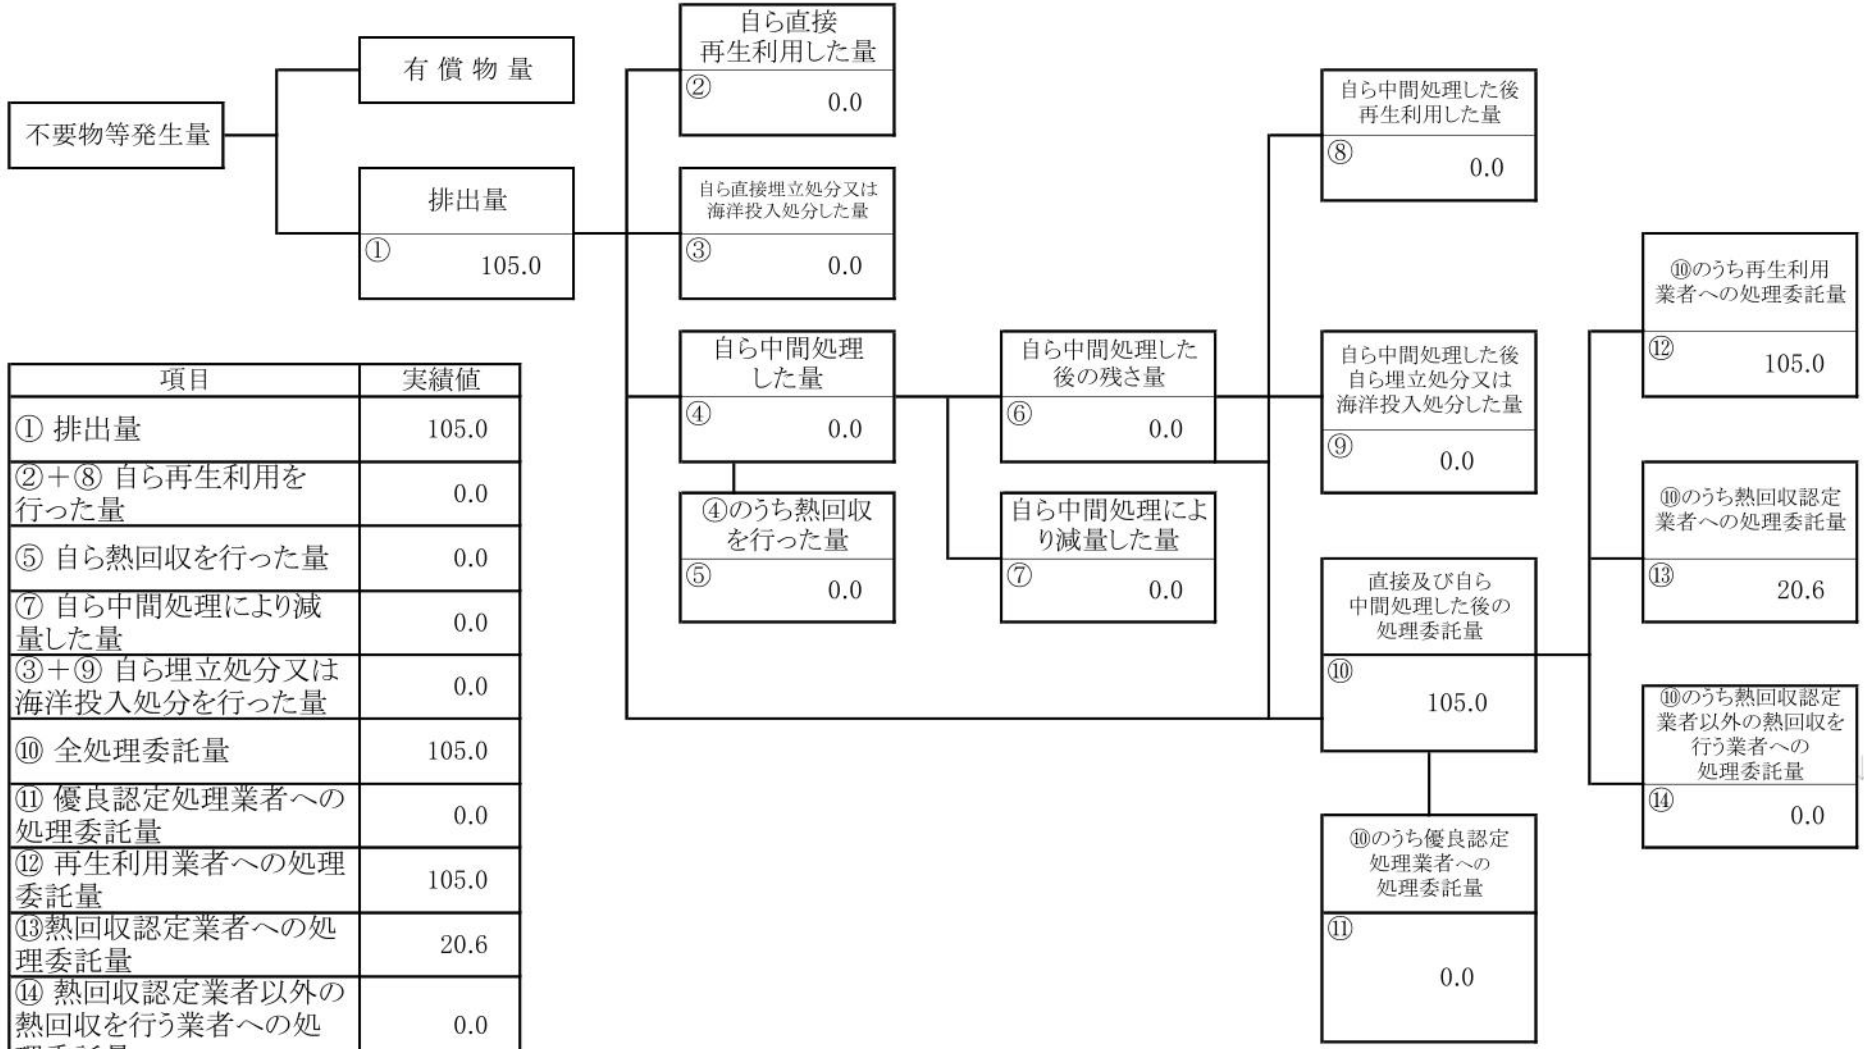 不要物等発生量
有償物量
排出量
①
105.0
自ら直接
再生利用した量
②
0.0
自ら直接埋立処分又は
海洋投入処分した量
③
0.0
自ら中間処理
した量
④
0.0
④のうち熱回収
を行った量
⑤
0.0
自ら中間処理した
後の残さ量
⑥
0.0
自ら中間処理によ
り減量した量
⑦
0.0
自ら中間処理した後
再生利用した量
⑧
0.0
自ら中間処理した後
自ら埋立処分又は
海洋投入処分した量
⑨
0.0
直接及び自ら
中間処理した後の
処理委託量
⑩
105.0
⑩のうち優良認定
処理業者への
処理委託量
⑪
0.0
⑩のうち再生利用
業者への処理委託量
⑫
105.0
⑩のうち熱回収認定
業者への処理委託量
⑬
20.6
⑩のうち熱回収認定
業者以外の熱回収を
行う業者への
処理委託量
⑭
0.0
項目 実績値
① 排出量 105.0
②＋⑧ 自ら再生利用を
行った量
0.0
⑤ 自ら熱回収を行った量 0.0
⑦ 自ら中間処理により減
量した量
0.0
③＋⑨ 自ら埋立処分又は
海洋投入処分を行った量
0.0
⑩ 全処理委託量 105.0
⑪ 優良認定処理業者への
処理委託量
0.0
⑫ 再生利用業者への処理
委託量
105.0
⑬熱回収認定業者への処
理委託量
20.6
⑭ 熱回収認定業者以外の
熱回収を行う業者への処
0.0